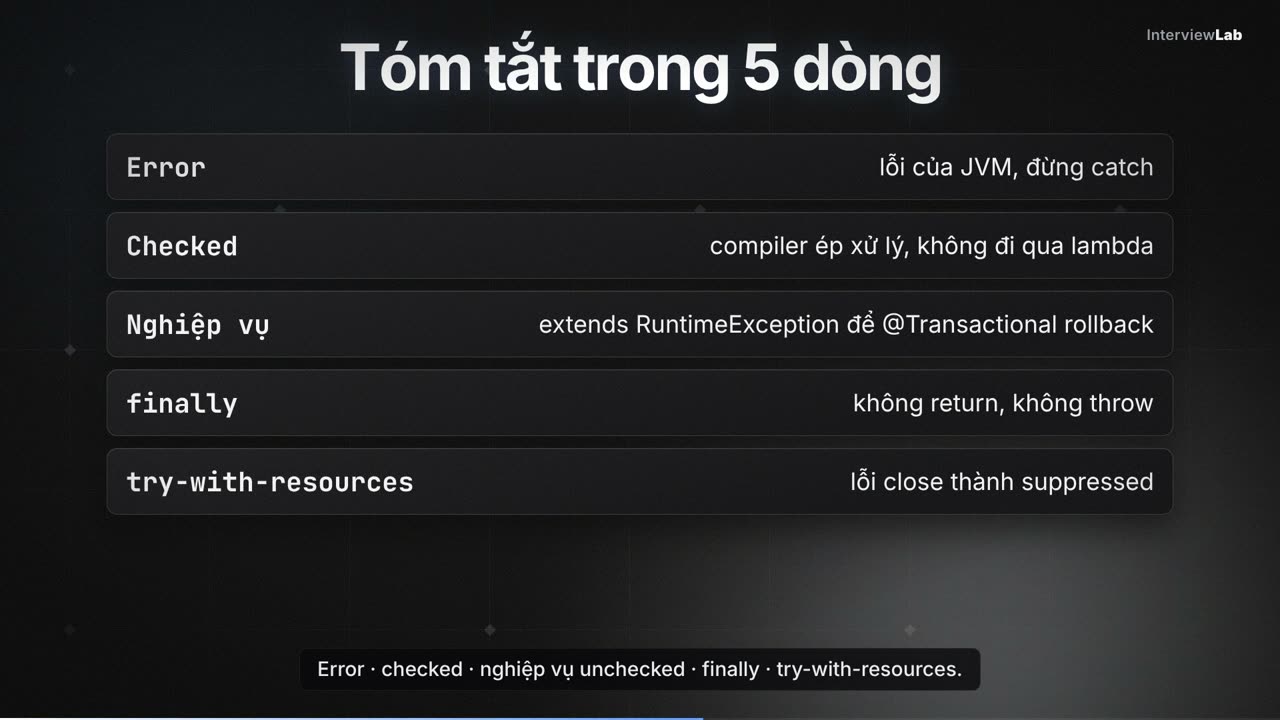 InterviewLab
Tóm tắt trong 5 dòng
Error lỗi của JVM, đừng catch
Checked compiler ép xử lý, không đi qua lambda
Nghiệp vụ extends RuntimeException để @Transactional rollback
finally không return, không throw
try-with-resources lỗi close thành suppressed
Error · checked · nghiệp vụ unchecked · finally · try-with-resources.